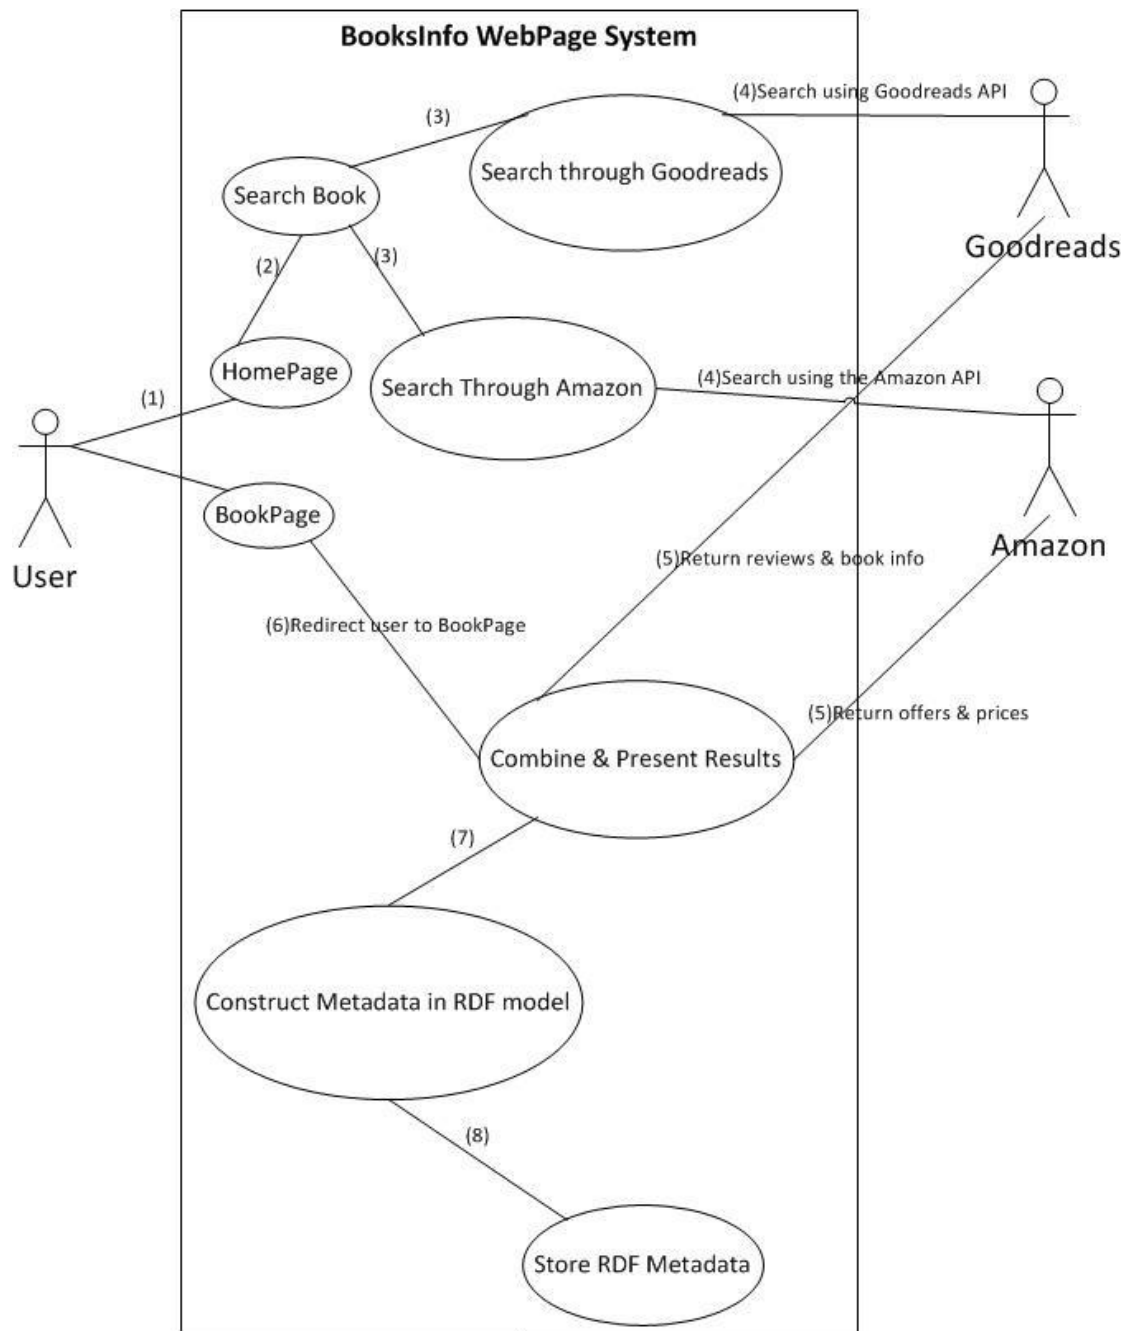 BooksInfo WebPage System
(4)Search using Goodreads API
(3)
Search through Goodreads
Search Book
Goodreads
(2)
(3)
HomePage
Search Through Amazon
(4)Search using the Amazon API
(1)
BookPage
User
Amazon
(5)Return reviews & book info
(6)Redirect user to BookPage
(5)Return offers & prices
Combine & Present Results
(7)
Construct Metadata in RDF model
(8)
Store RDF Metadata